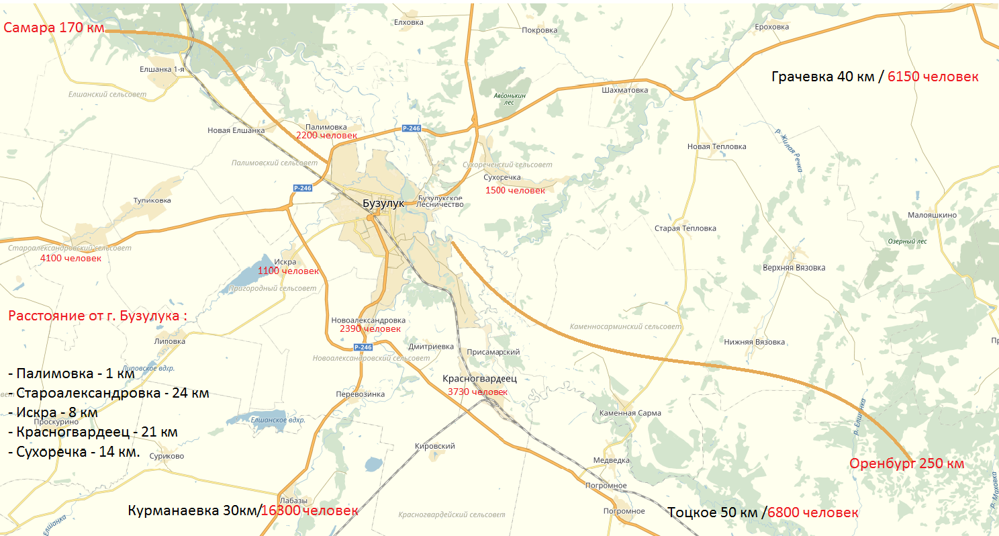 Елховка
Покровка
Ероховка
Самара 170 км
Елшанка 1-я
Грачевка 40 км / 6150 человек
Елшанский сельсовет
Авдонькин
лес
Шахматовка
Новая Елшанка
Палимовка
2200 человек
Р-246
р. Жилая Речка
Новая Тепловка
Палимовский сельсовет
Сухореченский сельсовет
Сухоречка
1500 человек
Р-246
Тупиковка
Бузулук
Бузулукское
Лесничество
Малояшкино
Старая Тепловка
Озерный лес
Староалександровский сельсовет
4100 человек
Искра
1100 человек
Верхняя Вязовка
Пригородный сельсовет
Расстояние от г. Бузулука :
Новоалександровка
2390 человек
Каменносарминский сельсовет
Липовка
Р-246
Дмитриевка
Присамарский
Нижняя Вязовка
Новоалександровский сельсовет
Липовское вдхр.
- Палимовка - 1 км
- Староалександровка - 24 км
- Искра - 8 км
- Красногвардеец - 21 км
- Сухоречка - 14 км.
Красногвардеец
3730 человек
Перевозинка
Каменная Сарма
р. Елшанка
Проскурино
Елшанское вдхр.
Суриково
Кировский
Медведка
Оренбург 250 км
р. Маховка
Погромное
Лабазы
Курманаевка 30км/16300 человек
Красногвардейский сельсовет
Погромное
Тоцкое 50 км /6800 человек
Елшанка